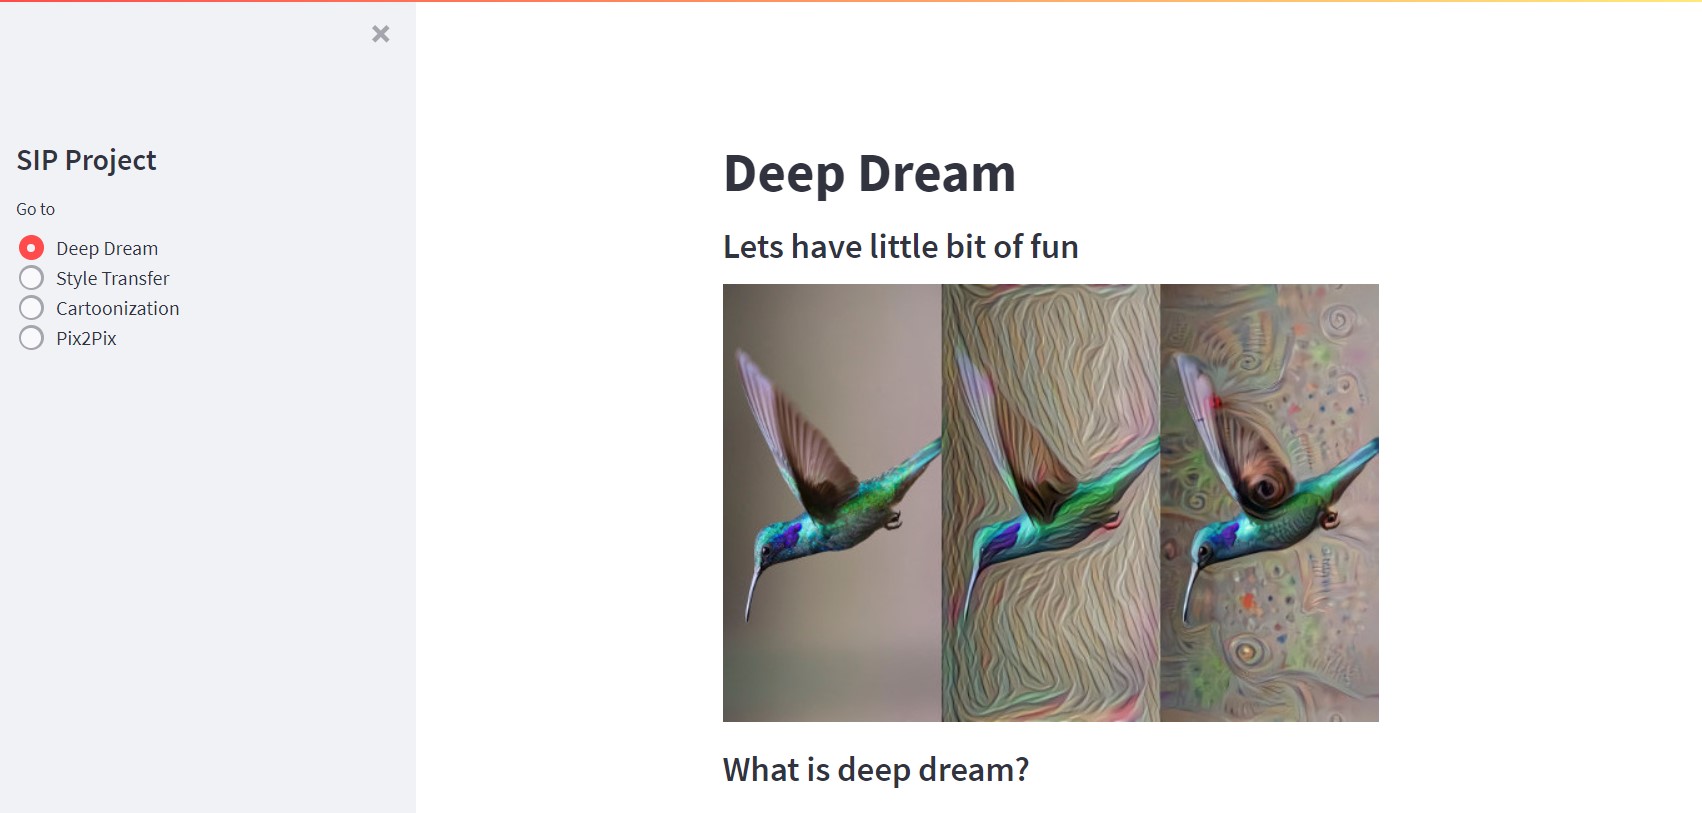 SIP Project
Go to
Deep Dream
Style Transfer
Cartoonization
Pix2Pix
Deep Dream
Lets have little bit of fun
What is deep dream?